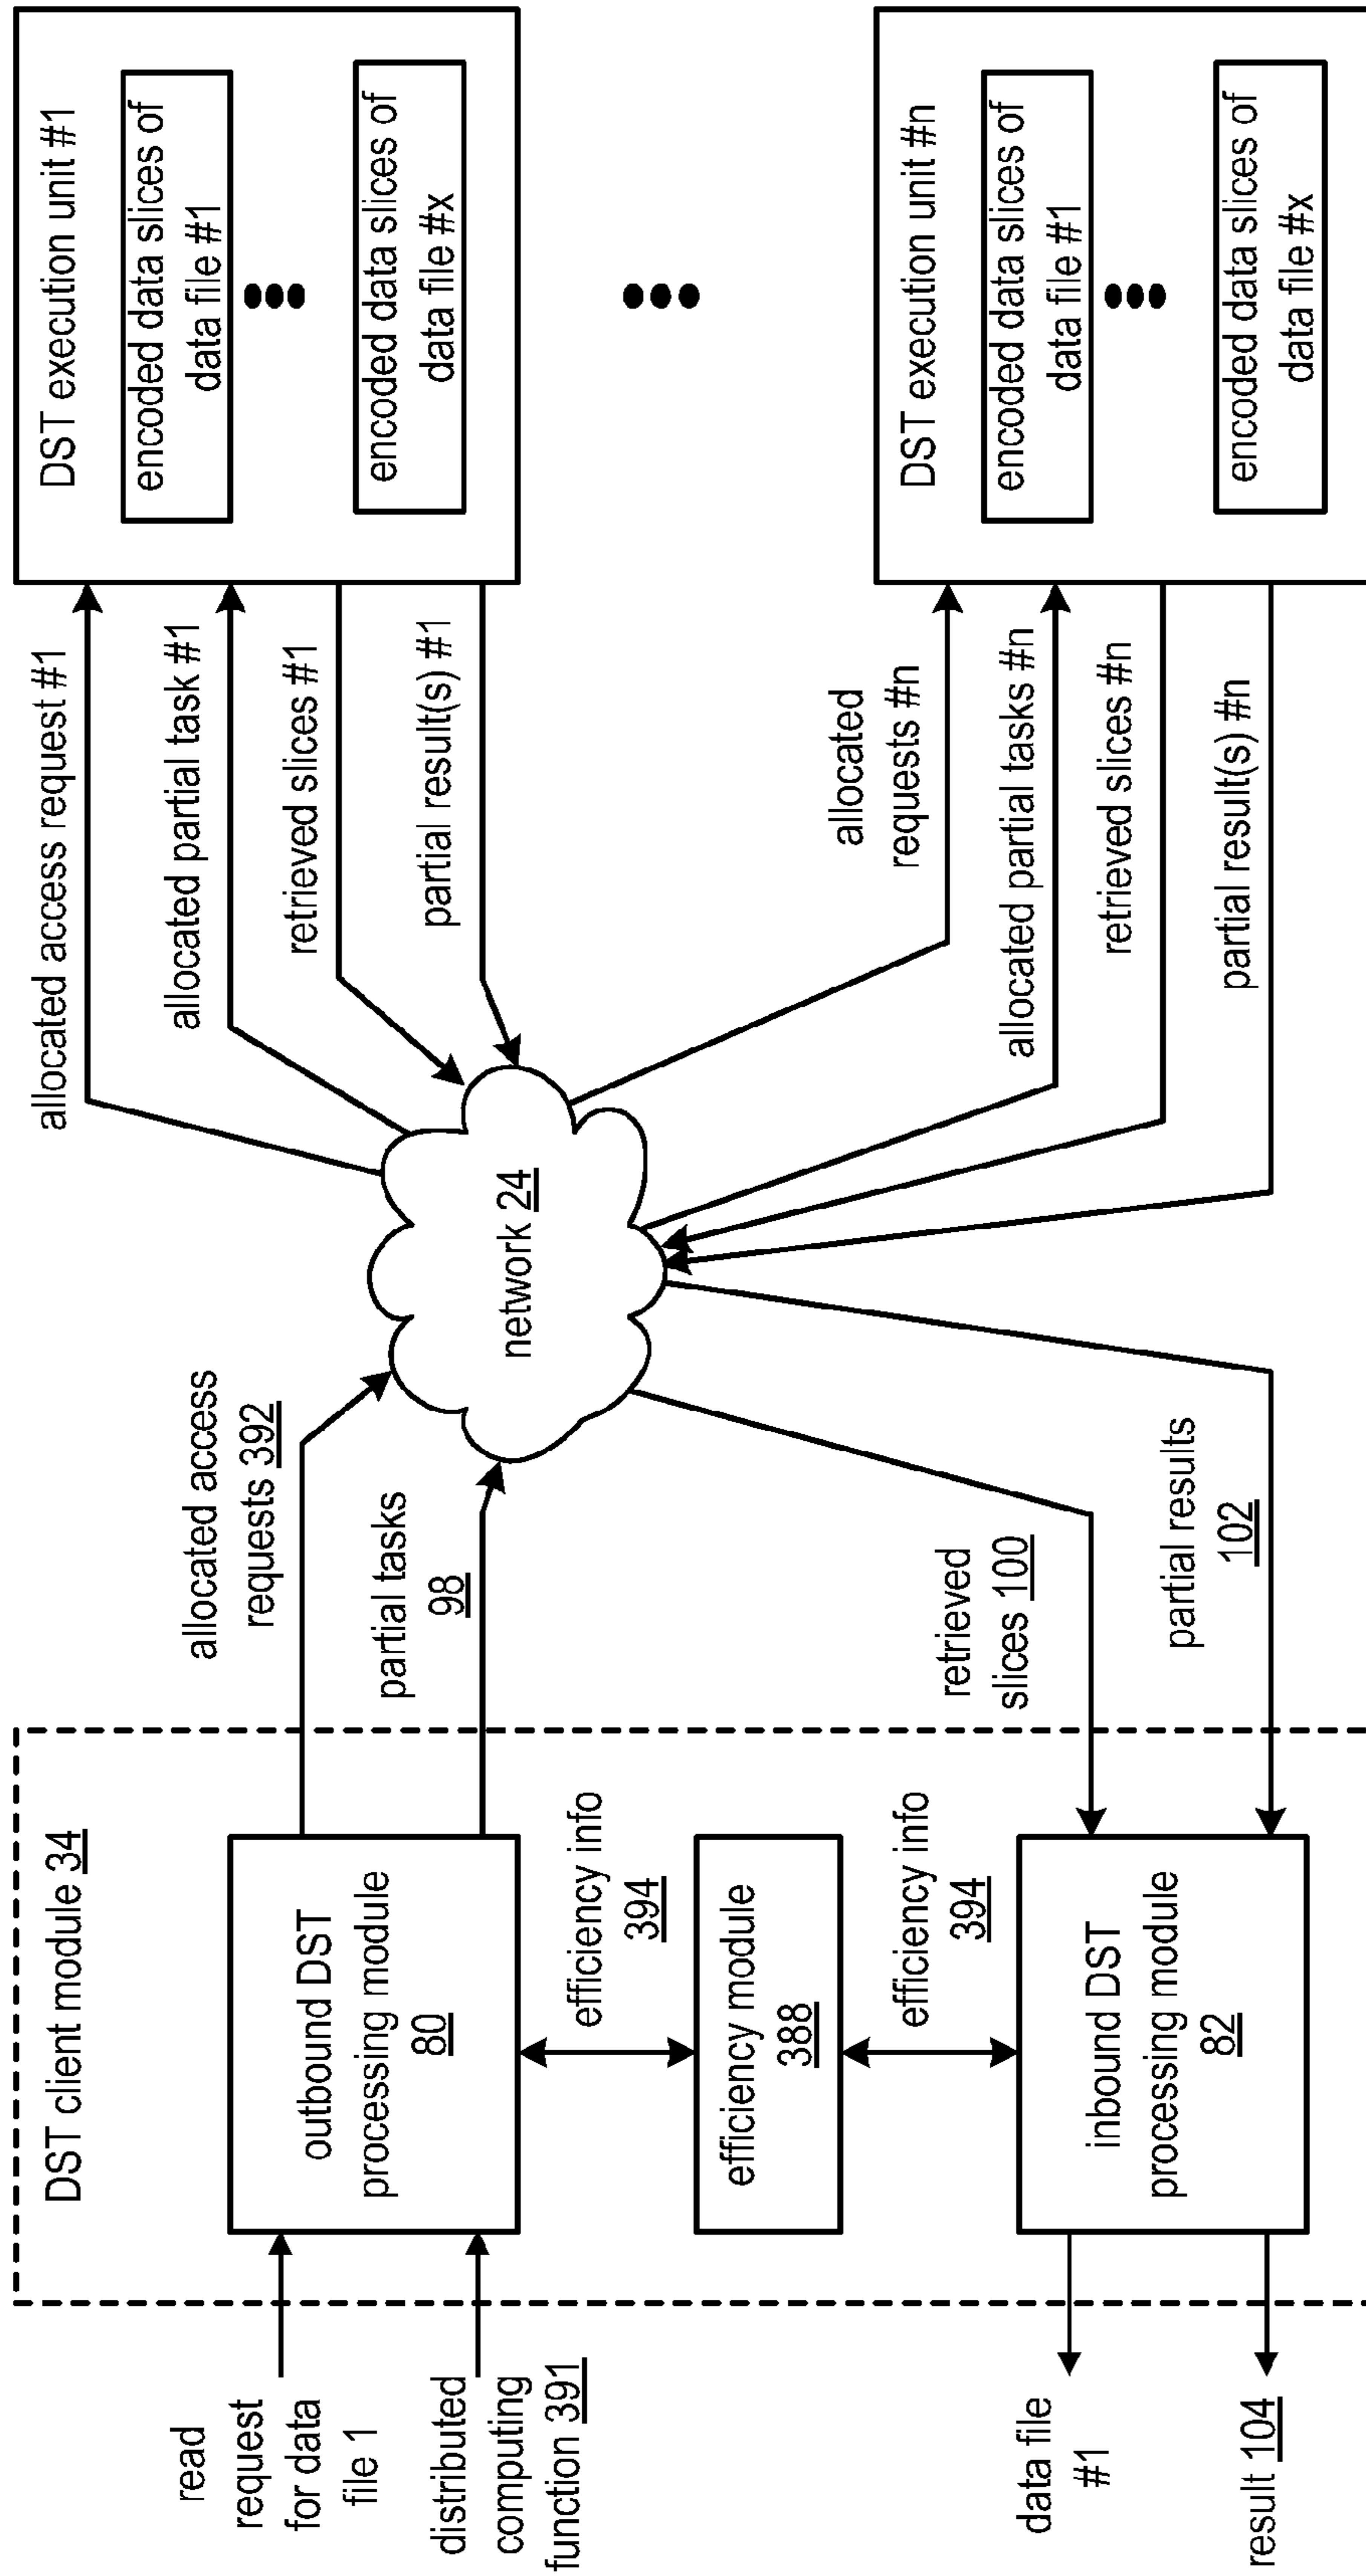 read
request
for data
file 1
distributed
computing
function 391
data file
#1
result 104
DST client module 34
outbound DST
processing module
80
efficiency info
394
efficiency module
388
efficiency info
394
inbound DST
processing module
82
allocated access
requests 392
partial tasks
98
retrieved
slices 100
partial results
102
network 24
allocated access request #1
allocated partial task #1
retrieved slices #1
partial result(s) #1
allocated
requests #n
allocated partial tasks #n
retrieved slices #n
partial result(s) #n
DST execution unit #1
encoded data slices of
data file #1
encoded data slices of
data file #x
DST execution unit #n
encoded data slices of
data file #1
encoded data slices of
data file #x